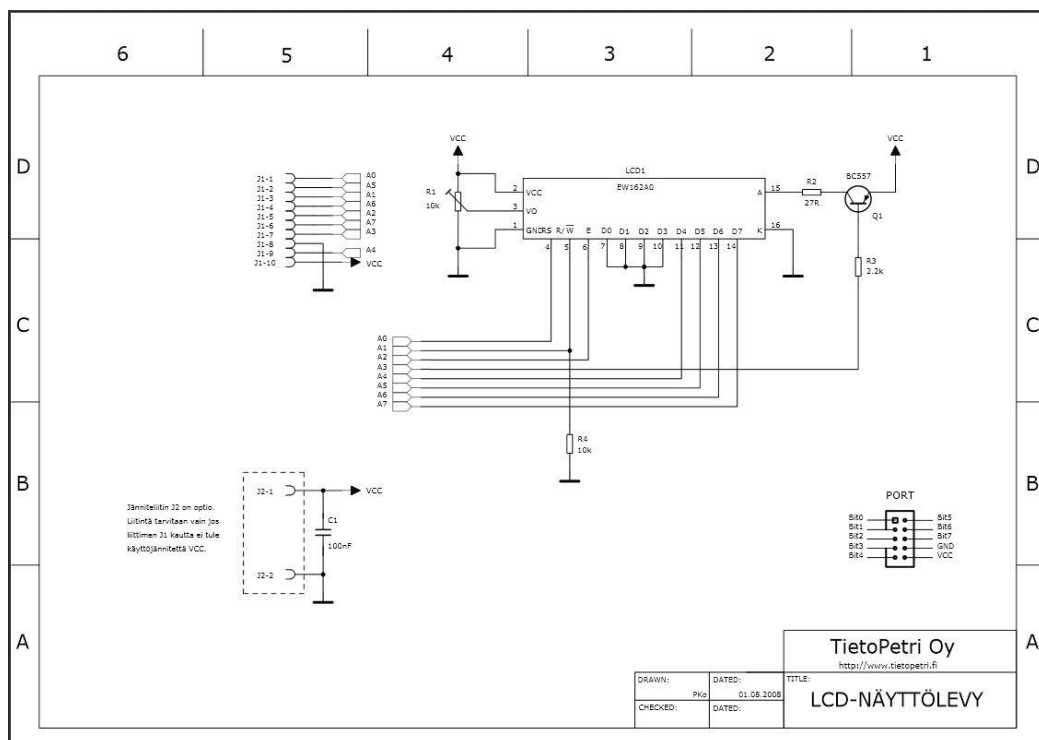 6 5 4 3 2 1
D
C
B
A
D
C
B
A
J1-1 A0
J1-2 A5
J1-3 A1
J1-4 A6
J1-5 A2
J1-6 A7
J1-7 A3
J1-8
J1-9 A4
J1-10 VCC
VCC
R1
10k
LCD1
EW162A0
2 VCC
3 VO
1 GND
RS R/W E D0 D1 D2 D3 D4 D5 D6 D7
4 5 6 7 8 9 10 11 12 13 14
A 15
K 16
R2
27R
BC557
Q1
VCC
R3
2.2k
A0
A1
A2
A3
A4
A5
A6
A7
R4
10k
Jänniteliitin J2 on optio.
Liitintä tarvitaan vain jos
liittimen J1 kautta ei tule
käyttöjännitettä VCC.
J2-1
VCC
C1
100nF
J2-2
PORT
Bit0 Bit5
Bit1 Bit6
Bit2 Bit7
Bit3 GND
Bit4 VCC
TietoPetri Oy
http://www.tietopetri.fi
DRAWN: PKo
DATED: 01.08.2008
CHECKED:
DATED:
TITLE:
LCD-NÄYTTÖLEVY